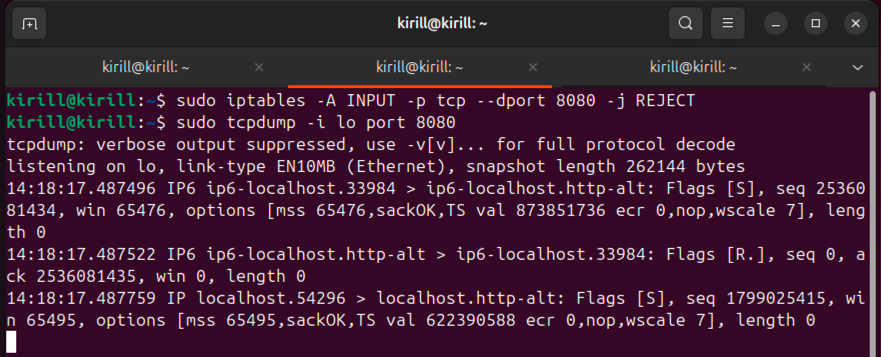 kirill@kirill: ~
kirill@kirill: ~
kirill@kirill: ~
kirill@kirill: ~
kirill@kirill:~$ sudo iptables -A INPUT -p tcp --dport 8080 -j REJECT
kirill@kirill:~$ sudo tcpdump -i lo port 8080
tcpdump: verbose output suppressed, use -v[v]... for full protocol decode
listening on lo, link-type EN10MB (Ethernet), snapshot length 262144 bytes
14:18:17.487496 IP6 ip6-localhost.33984 > ip6-localhost.http-alt: Flags [S], seq 25360
81434, win 65476, options [mss 65476,sackOK,TS val 873851736 ecr 0,nop,wscale 7], leng
th 0
14:18:17.487522 IP6 ip6-localhost.http-alt > ip6-localhost.33984: Flags [R.], seq 0, a
ck 2536081435, win 0, length 0
14:18:17.487759 IP localhost.54296 > localhost.http-alt: Flags [S], seq 1799025415, wi
n 65495, options [mss 65495,sackOK,TS val 622390588 ecr 0,nop,wscale 7], length 0